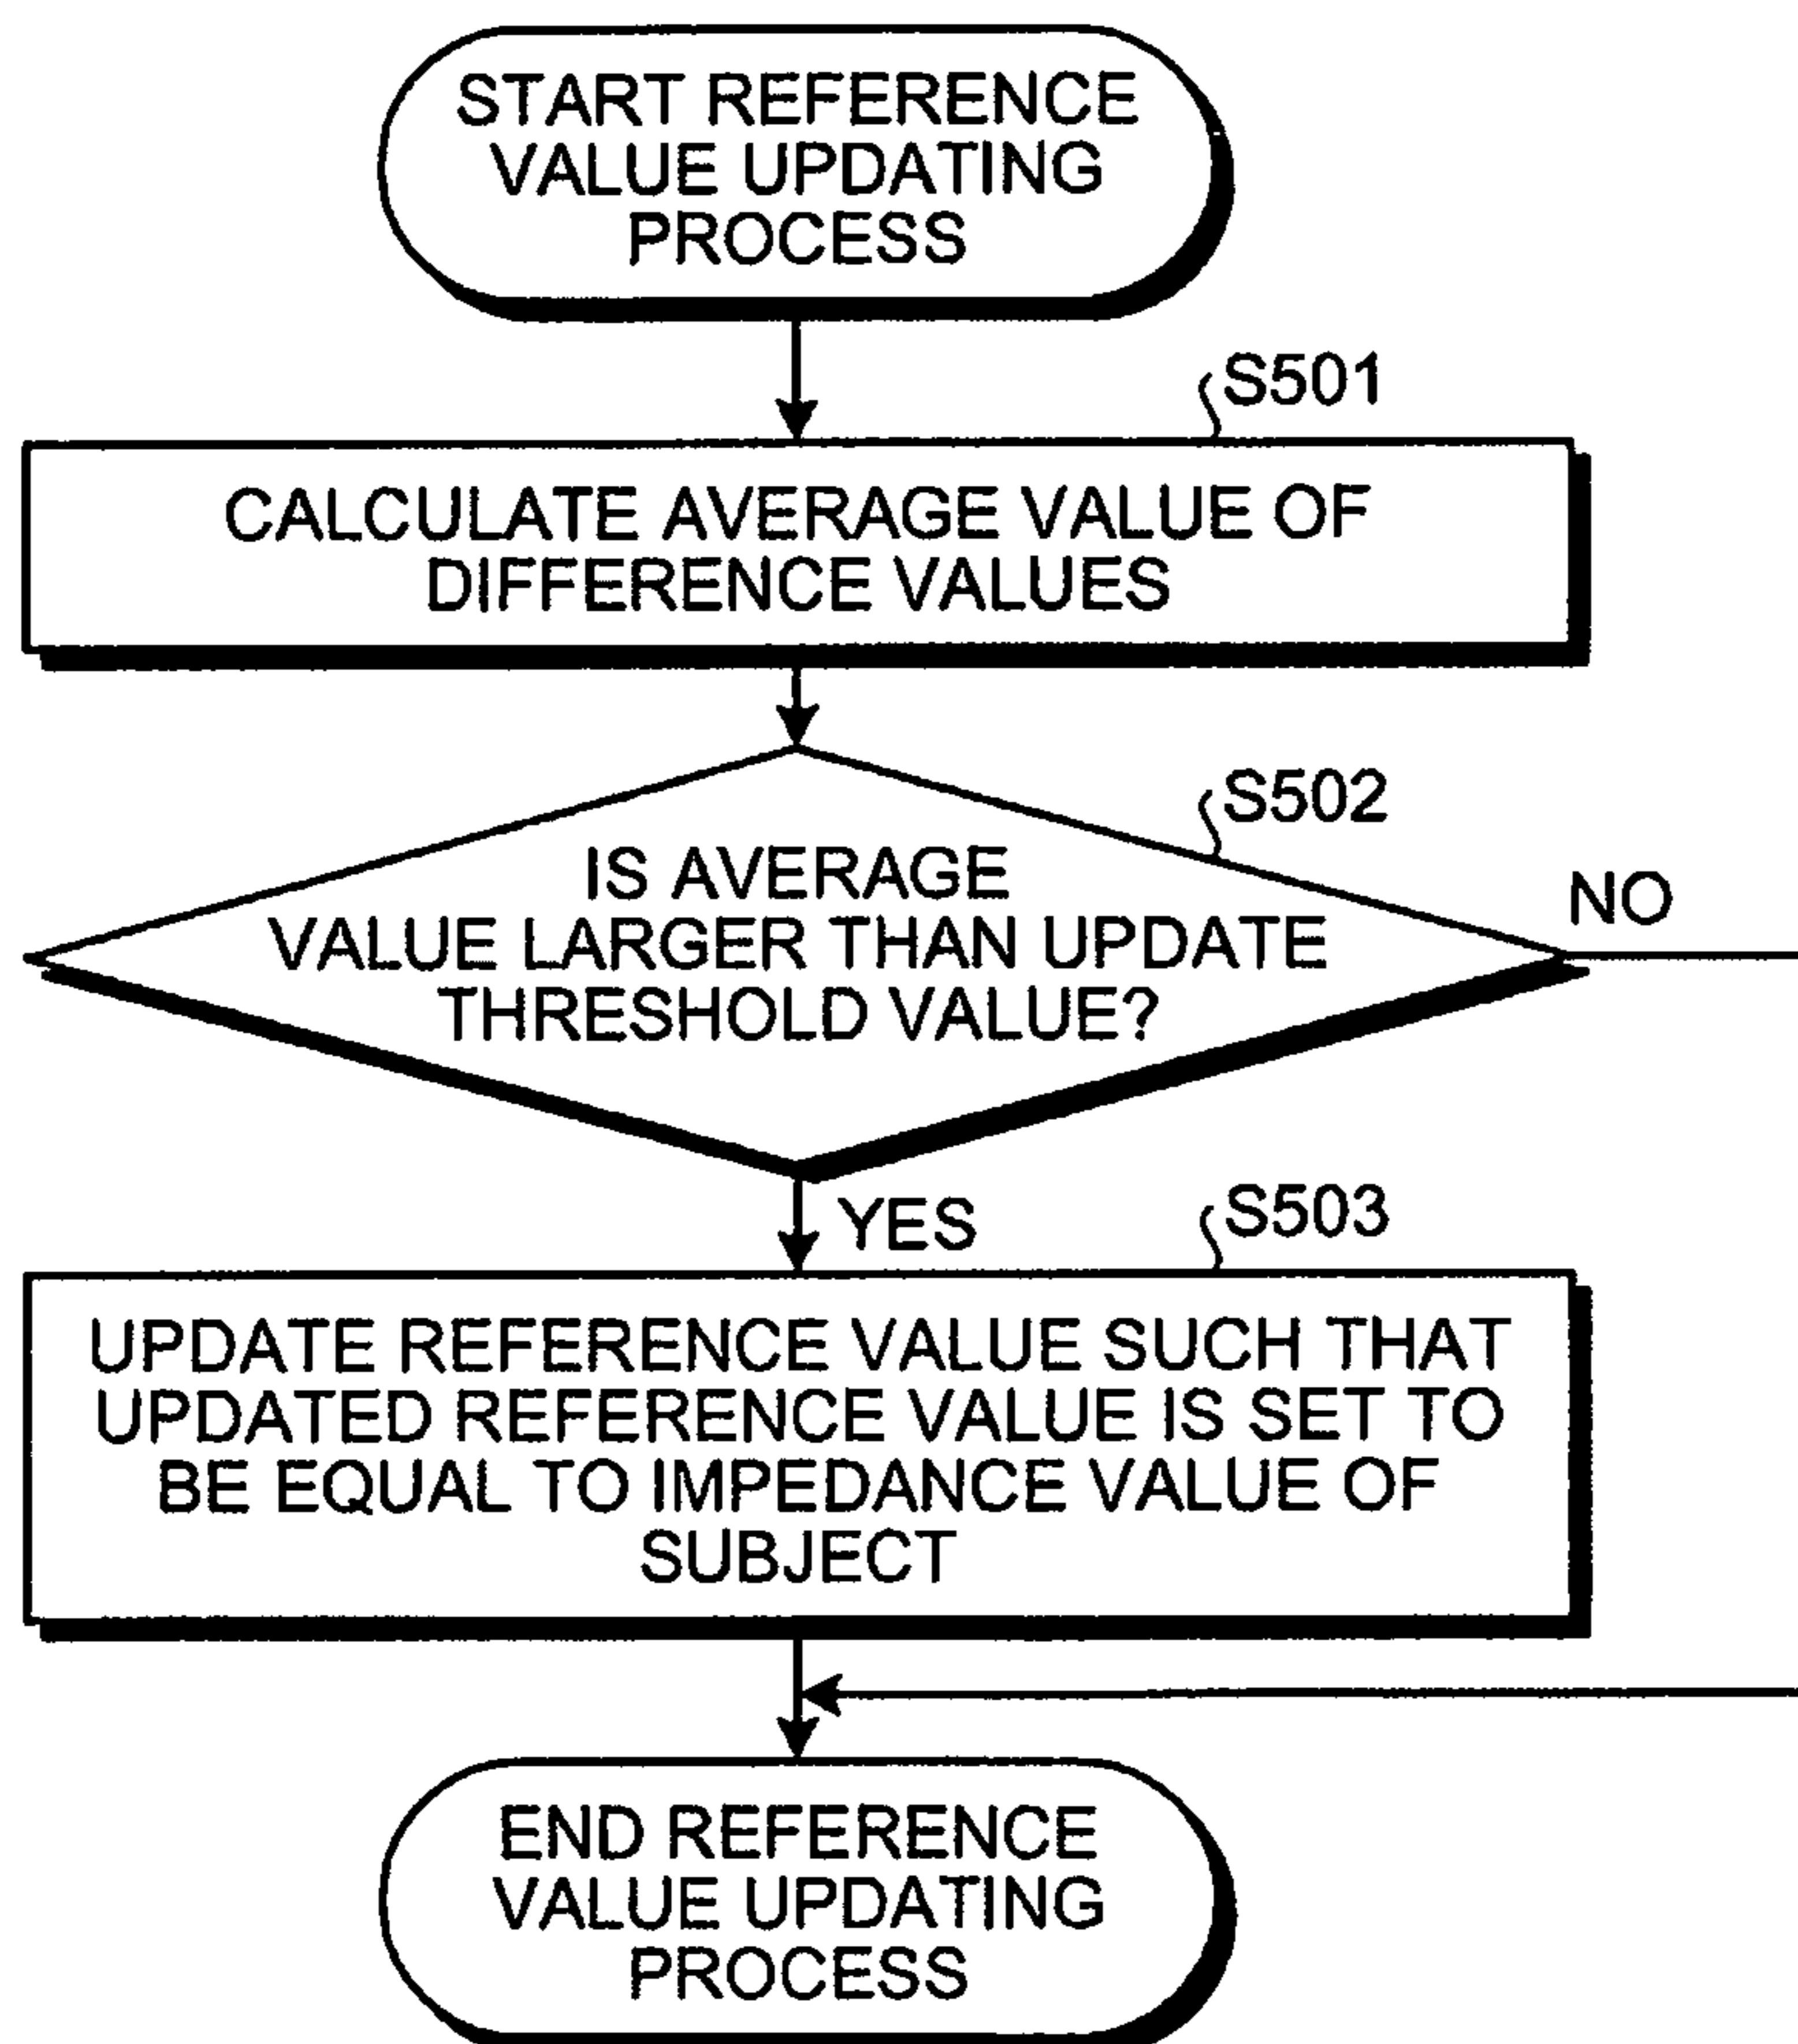 START REFERENCE
VALUE UPDATING
PROCESS
S501
CALCULATE AVERAGE VALUE OF
DIFFERENCE VALUES
S502
IS AVERAGE
VALUE LARGER THAN UPDATE
THRESHOLD VALUE?
NO
YES
S503
UPDATE REFERENCE VALUE SUCH THAT
UPDATED REFERENCE VALUE IS SET TO
BE EQUAL TO IMPEDANCE VALUE OF
SUBJECT
END REFERENCE
VALUE UPDATING
PROCESS